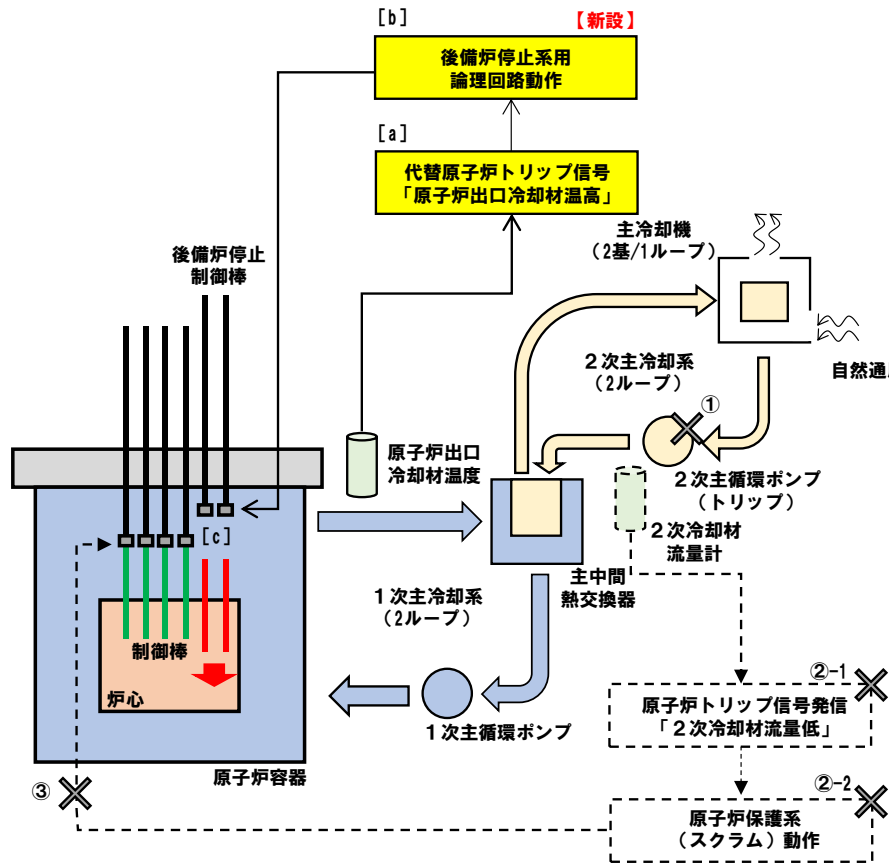 [b]
【新設】
後備炉停止系用
論理回路動作
[a]
代替原子炉トリップ信号
「原子炉出口冷却材温高」
主冷却機
(2基/1ループ)
後備炉停止
制御棒
自然通
2次主冷却系
(2ループ)
①
原子炉出口
冷却材温度
2次主循環ポンプ
(トリップ)
[c]
2次冷却材
流量計
主中間
熱交換器
1次主冷却系
(2ループ)
制御棒
炉心
②-1
原子炉トリップ信号発信
「2次冷却材流量低」
1次主循環ポンプ
原子炉容器
③
②-2
原子炉保護系
(スクラム)動作